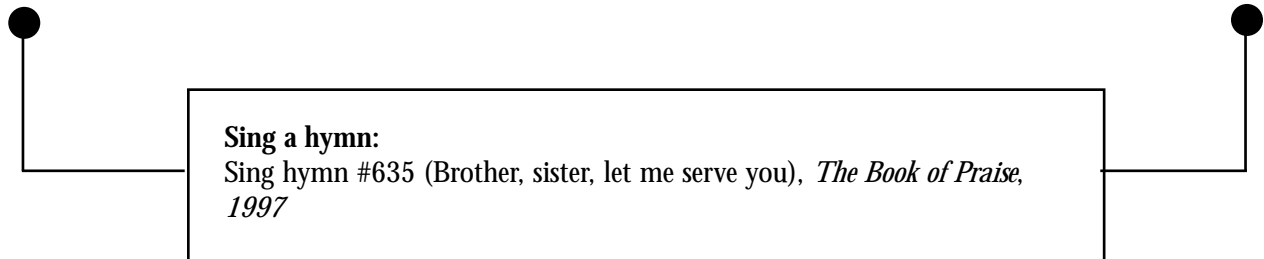 Sing a hymn:
Sing hymn #635 (Brother, sister, let me serve you), The Book of Praise,
1997